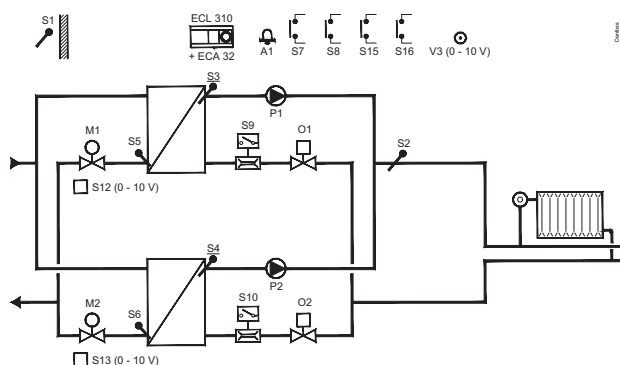 S1
ECL 310
+ ECA 32
A1
S7
S8
S15
S16
V3 (0 - 10 V)
Danfoss
S3
P1
M1
S5
S9
O1
S2
S12 (0 - 10 V)
S4
P2
M2
S6
S10
O2
S13 (0 - 10 V)